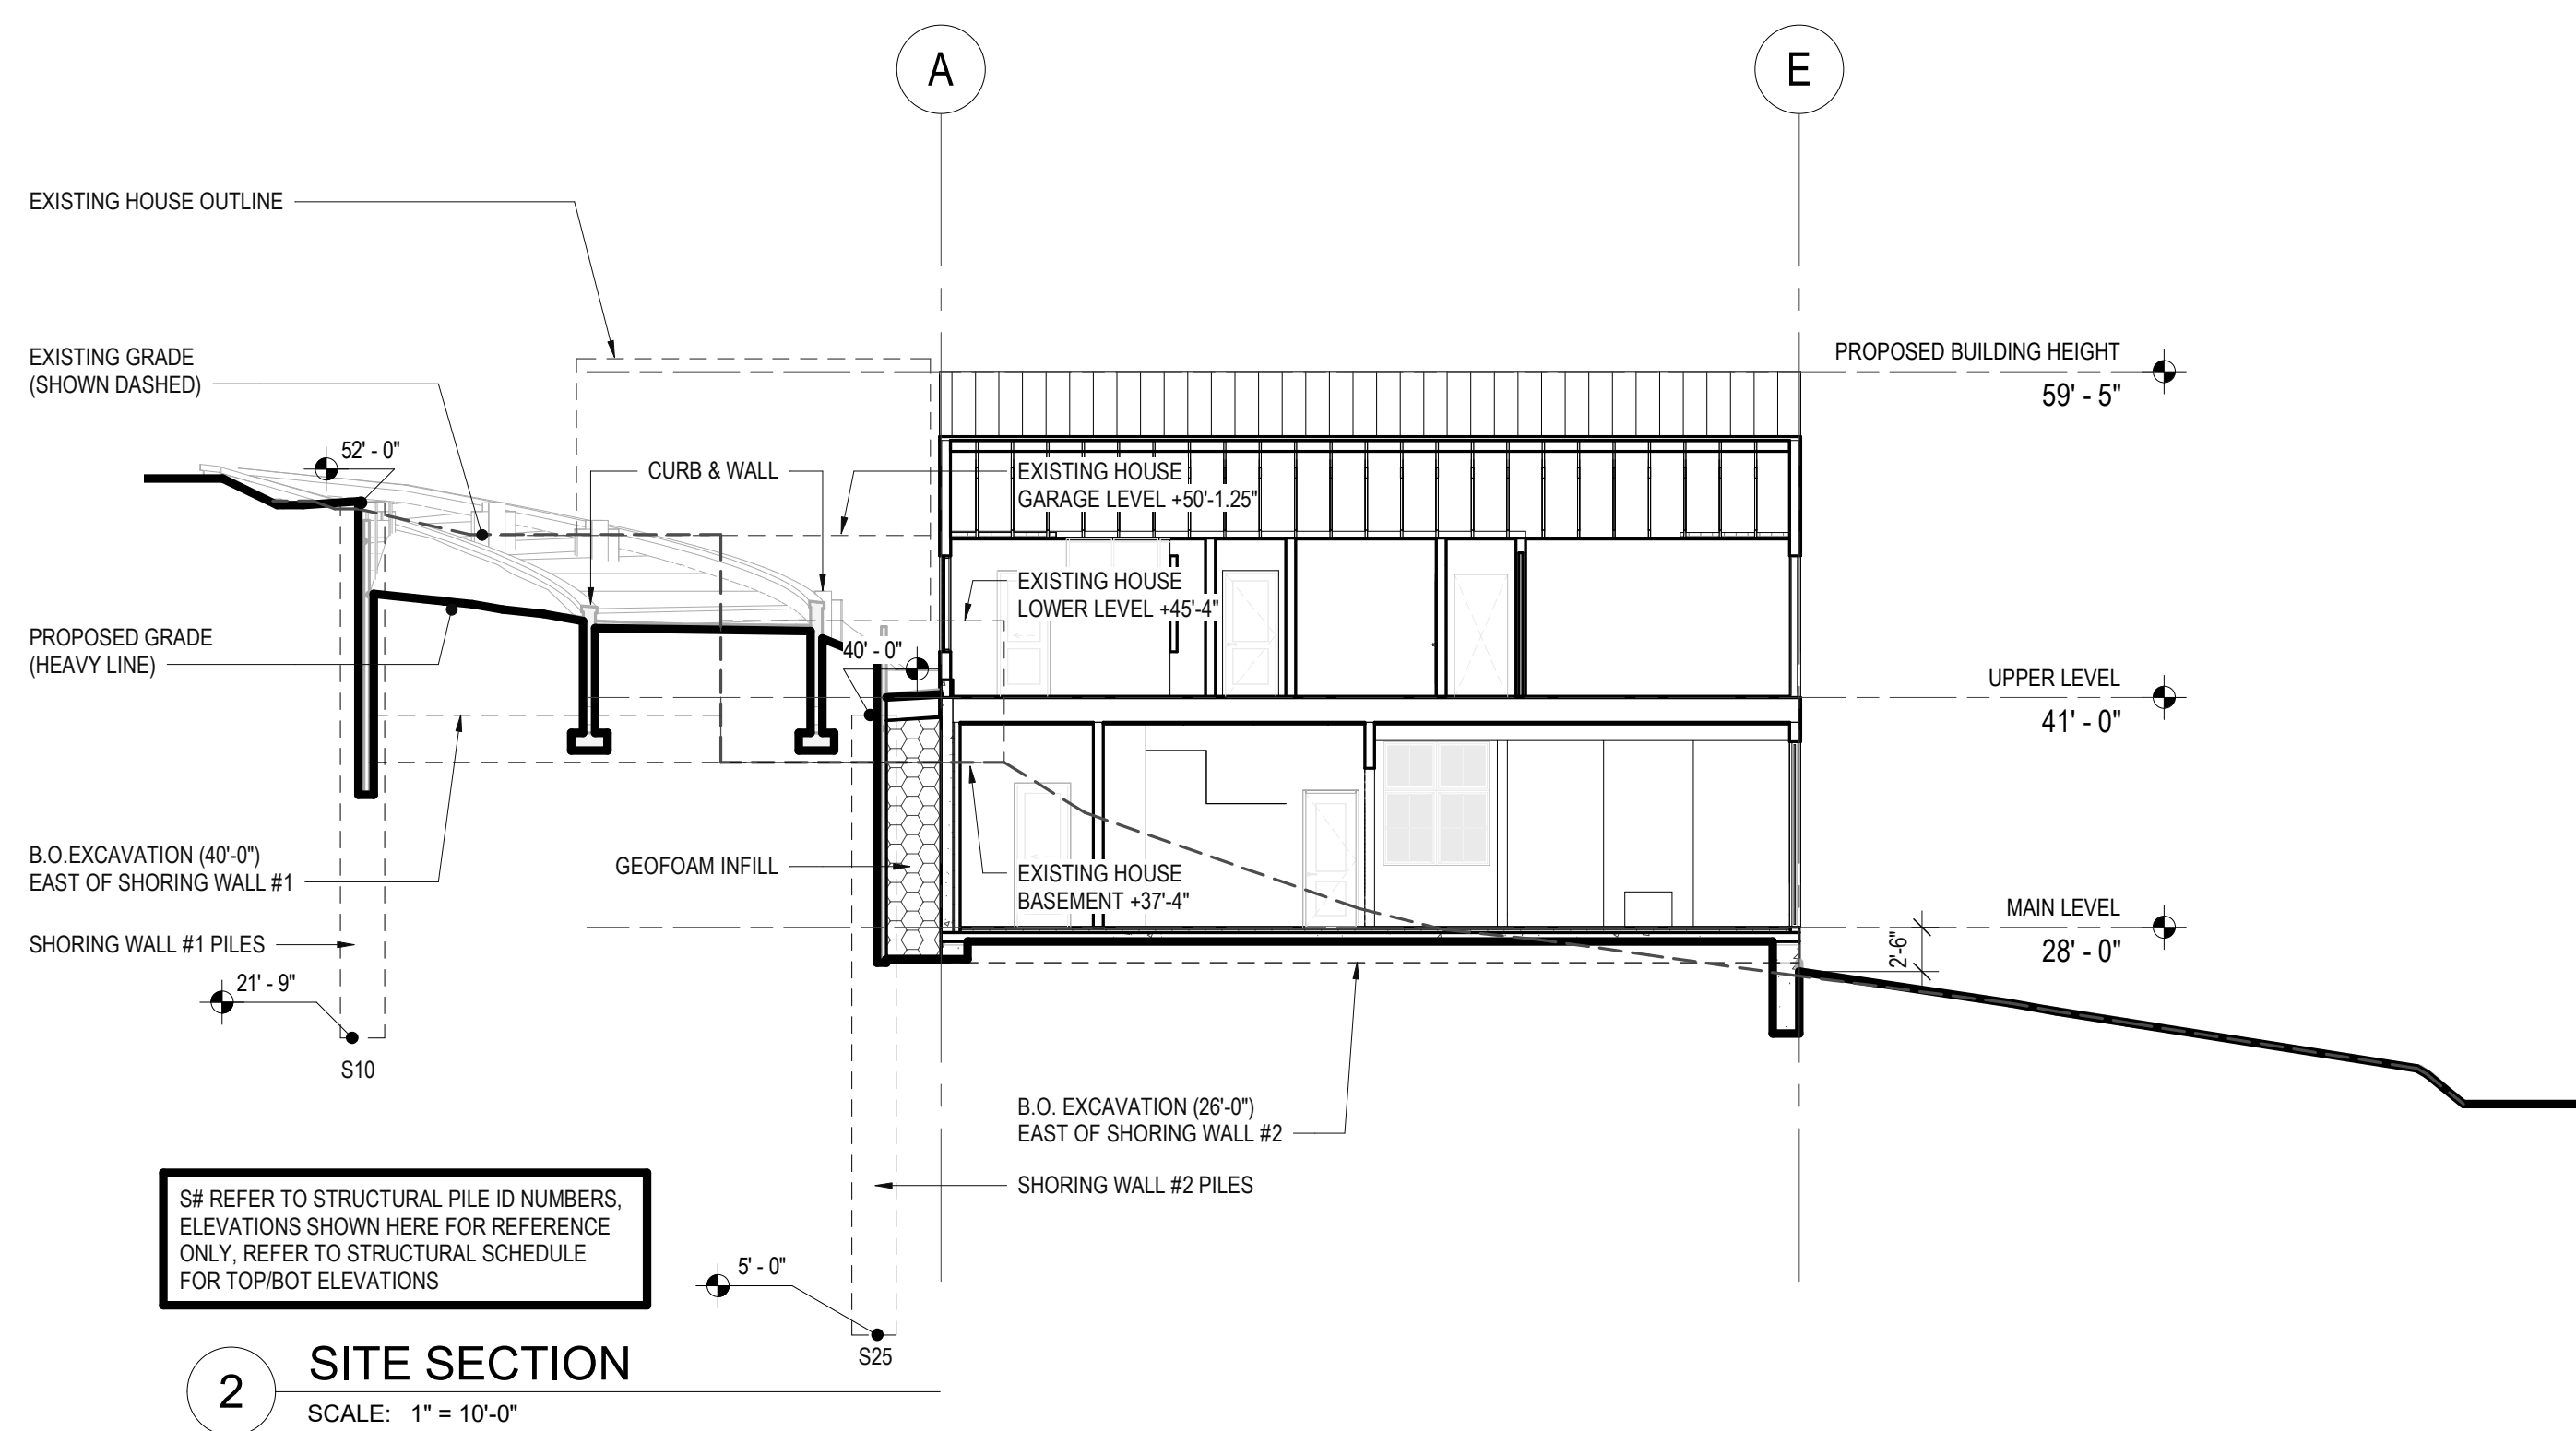 A
E
EXISTING HOUSE OUTLINE
EXISTING GRADE
(SHOWN DASHED)
PROPOSED BUILDING HEIGHT
59' - 5"
52' - 0"
CURB & WALL
EXISTING HOUSE
GARAGE LEVEL +50'-1.25"
EXISTING HOUSE
LOWER LEVEL +45'-4"
PROPOSED GRADE
(HEAVY LINE)
40' - 0"
UPPER LEVEL
41' - 0"
B.O.EXCAVATION (40'-0")
EAST OF SHORING WALL #1
GEOFOAM INFILL
EXISTING HOUSE
BASEMENT +37'-4"
MAIN LEVEL
28' - 0"
2'-6"
SHORING WALL #1 PILES
21' - 9"
S10
B.O. EXCAVATION (26'-0")
EAST OF SHORING WALL #2
SHORING WALL #2 PILES
S# REFER TO STRUCTURAL PILE ID NUMBERS,
ELEVATIONS SHOWN HERE FOR REFERENCE
ONLY, REFER TO STRUCTURAL SCHEDULE
FOR TOP/BOT ELEVATIONS
5' - 0"
S25
2
SITE SECTION
SCALE: 1" = 10'-0"